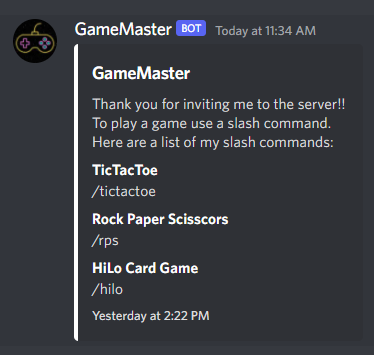 GameMaster BOT Today at 11:34 AM
GameMaster
Thank you for inviting me to the server!!
To play a game use a slash command.
Here are a list of my slash commands:
TicTacToe
/tictactoe
Rock Paper Scisscors
/rps
HiLo Card Game
/hilo
Yesterday at 2:22 PM